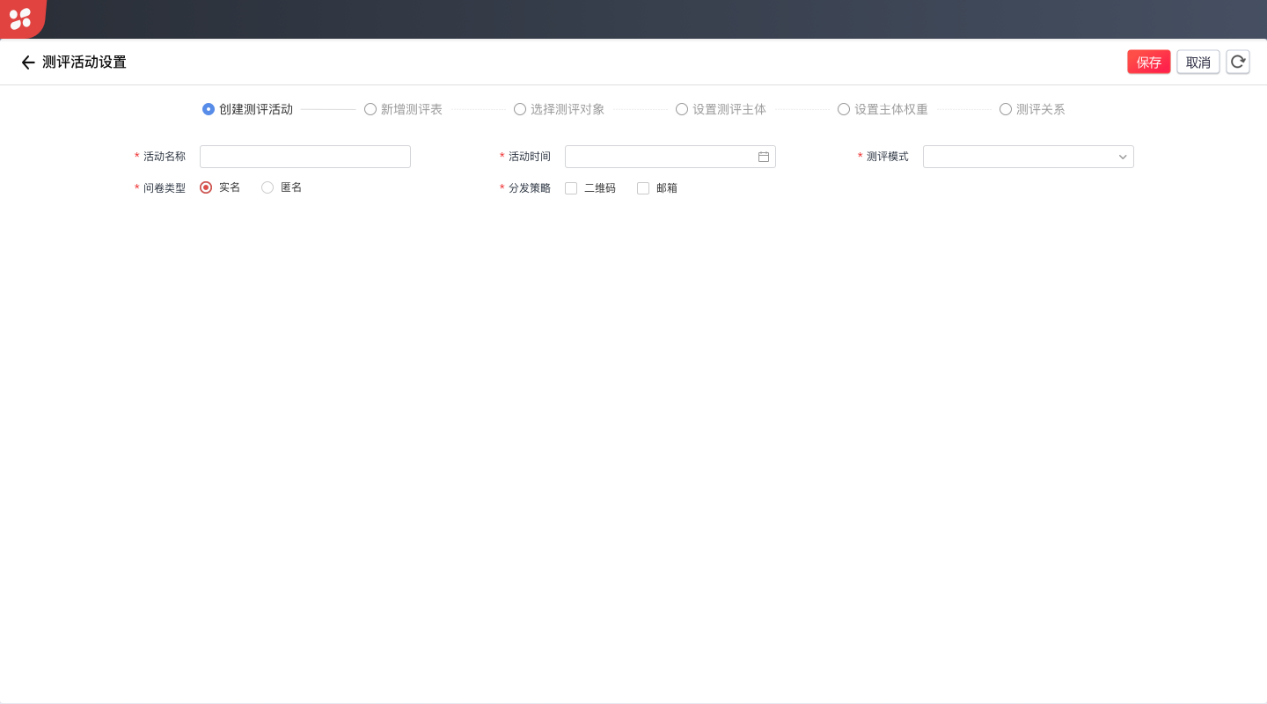 测评活动设置
保存 取消
创建测评活动 新增测评表 选择测评对象 设置测评主体 设置主体权重 测评关系
* 活动名称 * 活动时间 * 测评模式
* 问卷类型 实名 匿名 * 分发策略 二维码 邮箱